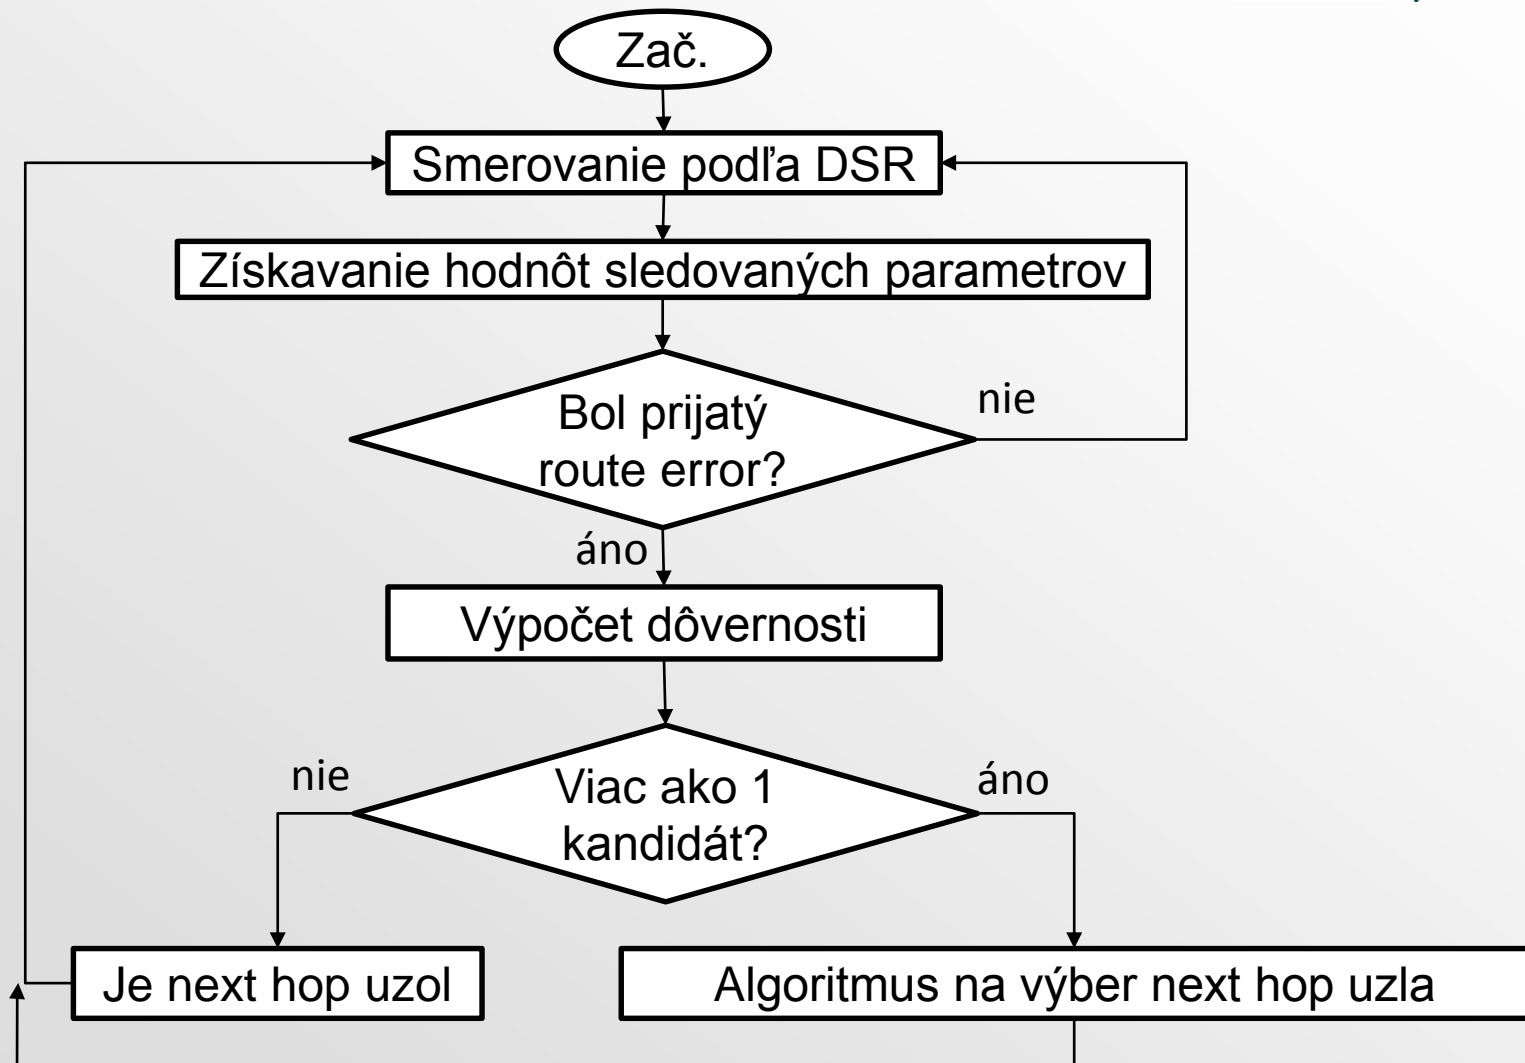 Zač.
Smerovanie podľa DSR
Získavanie hodnôt sledovaných parametrov
Bol prijatý
route error?
nie
áno
Výpočet dôvernosti
nie
Viac ako 1
kandidát?
áno
Je next hop uzol
Algoritmus na výber next hop uzla